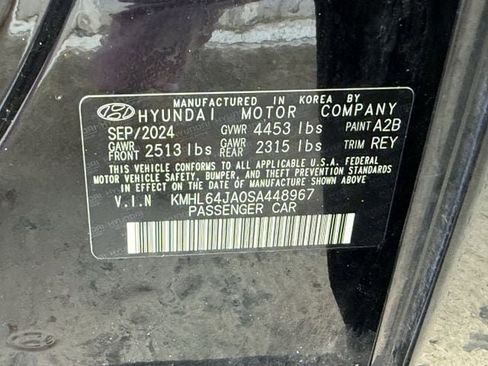 MANUFACTURED IN KOREA BY
HYUNDAI MOTOR COMPANY
SEP/2024 GVWR 4453 lbs PAINT A2B
GAWR FRONT 2513 lbs GAWR REAR 2315 lbs TRIM REY
THIS VEHICLE CONFORMS TO ALL APPLICABLE U.S.A. FEDERAL
MOTOR VEHICLE SAFETY, BUMPER, AND THEFT PREVENTION
STANDARDS IN EFFECT ON THE DATE OF MANUFACTURE SHOWN ABOVE.
V.I.N KMHL64JA0SA448967
PASSENGER CAR